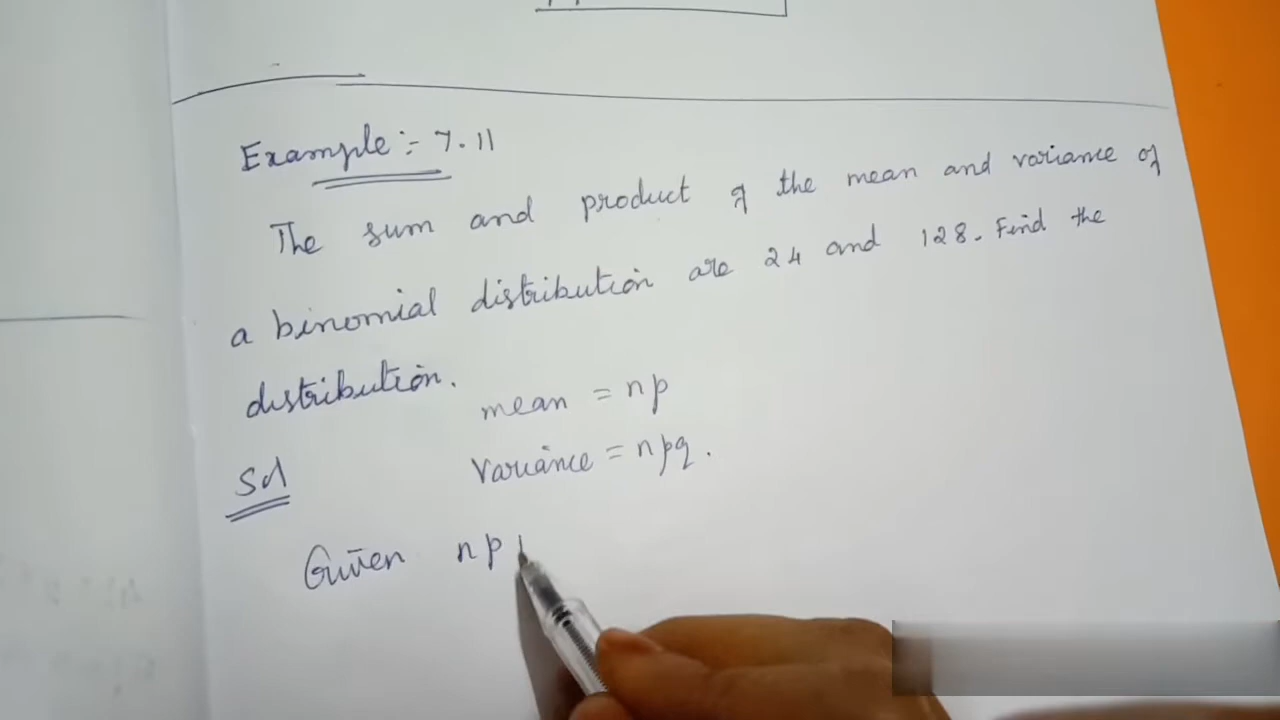 Example :- 7.11
The sum and product of the mean and variance of
a binomial distribution are 24 and 128. Find the
distribution.
mean = np
Variance = npq.
Sol
Given np